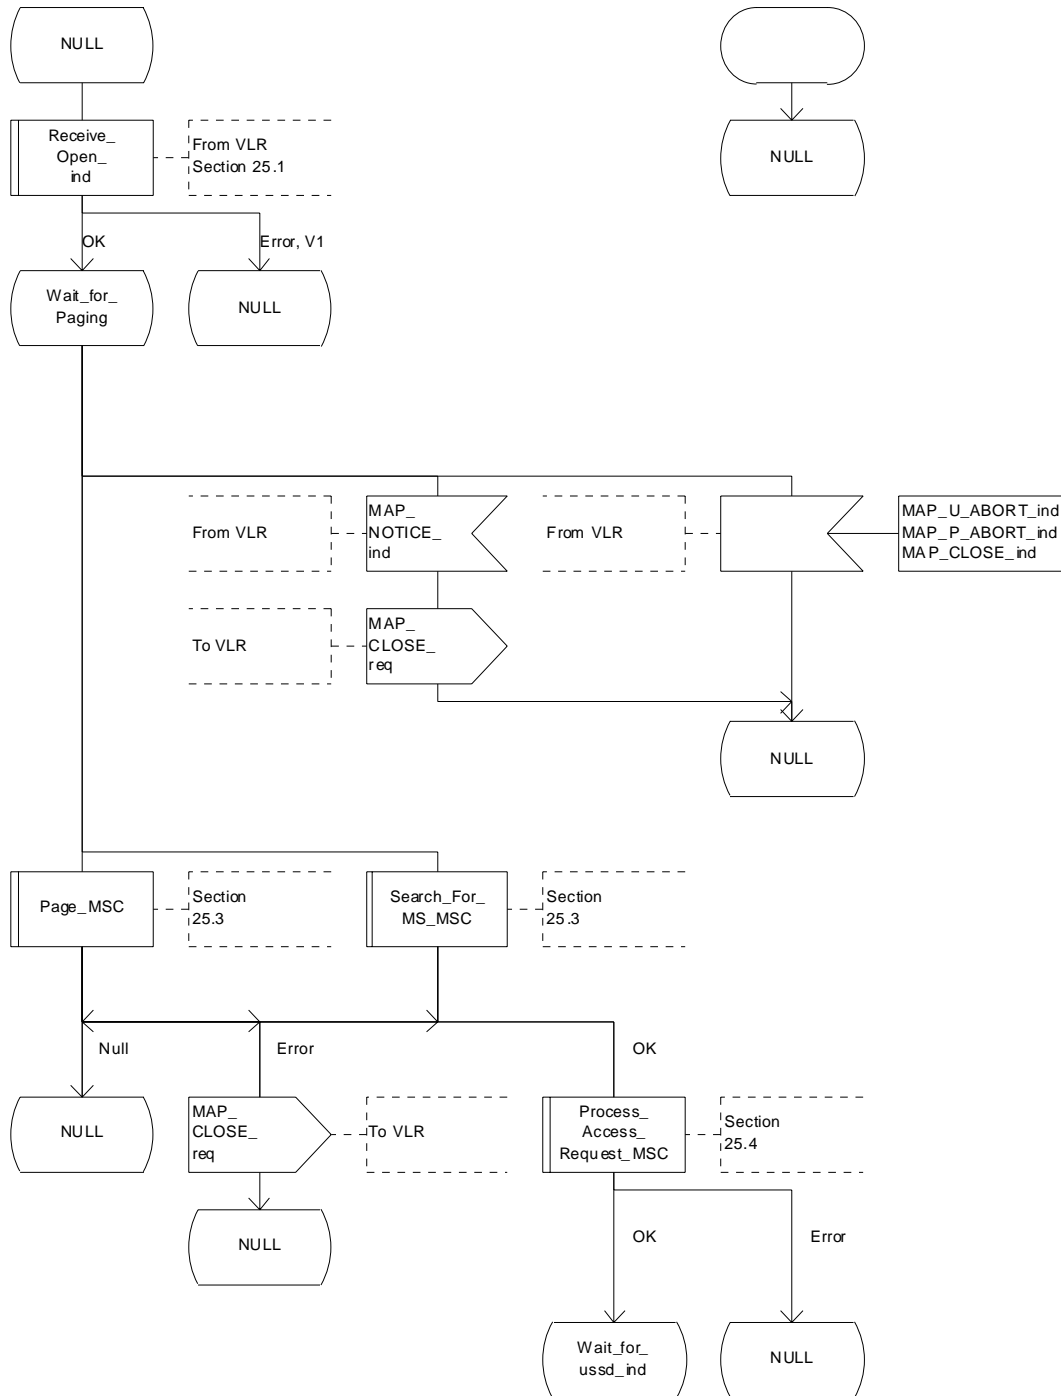 NULL
Receive_
Open_
ind
From VLR
Section 25.1
NULL
OK
Error, V1
Wait_for_
Paging
NULL
From VLR
MAP_
NOTICE_
ind
From VLR
MAP_U_ABORT_ind
MAP_P_ABORT_ind
MAP_CLOSE_ind
To VLR
MAP_
CLOSE_
req
NULL
Page_MSC
Section
25.3
Search_For_
MS_MSC
Section
25.3
Null
Error
OK
NULL
MAP_
CLOSE_
req
To VLR
Process_
Access_
Request_MSC
Section
25.4
NULL
OK
Error
Wait_for_
ussd_ind
NULL